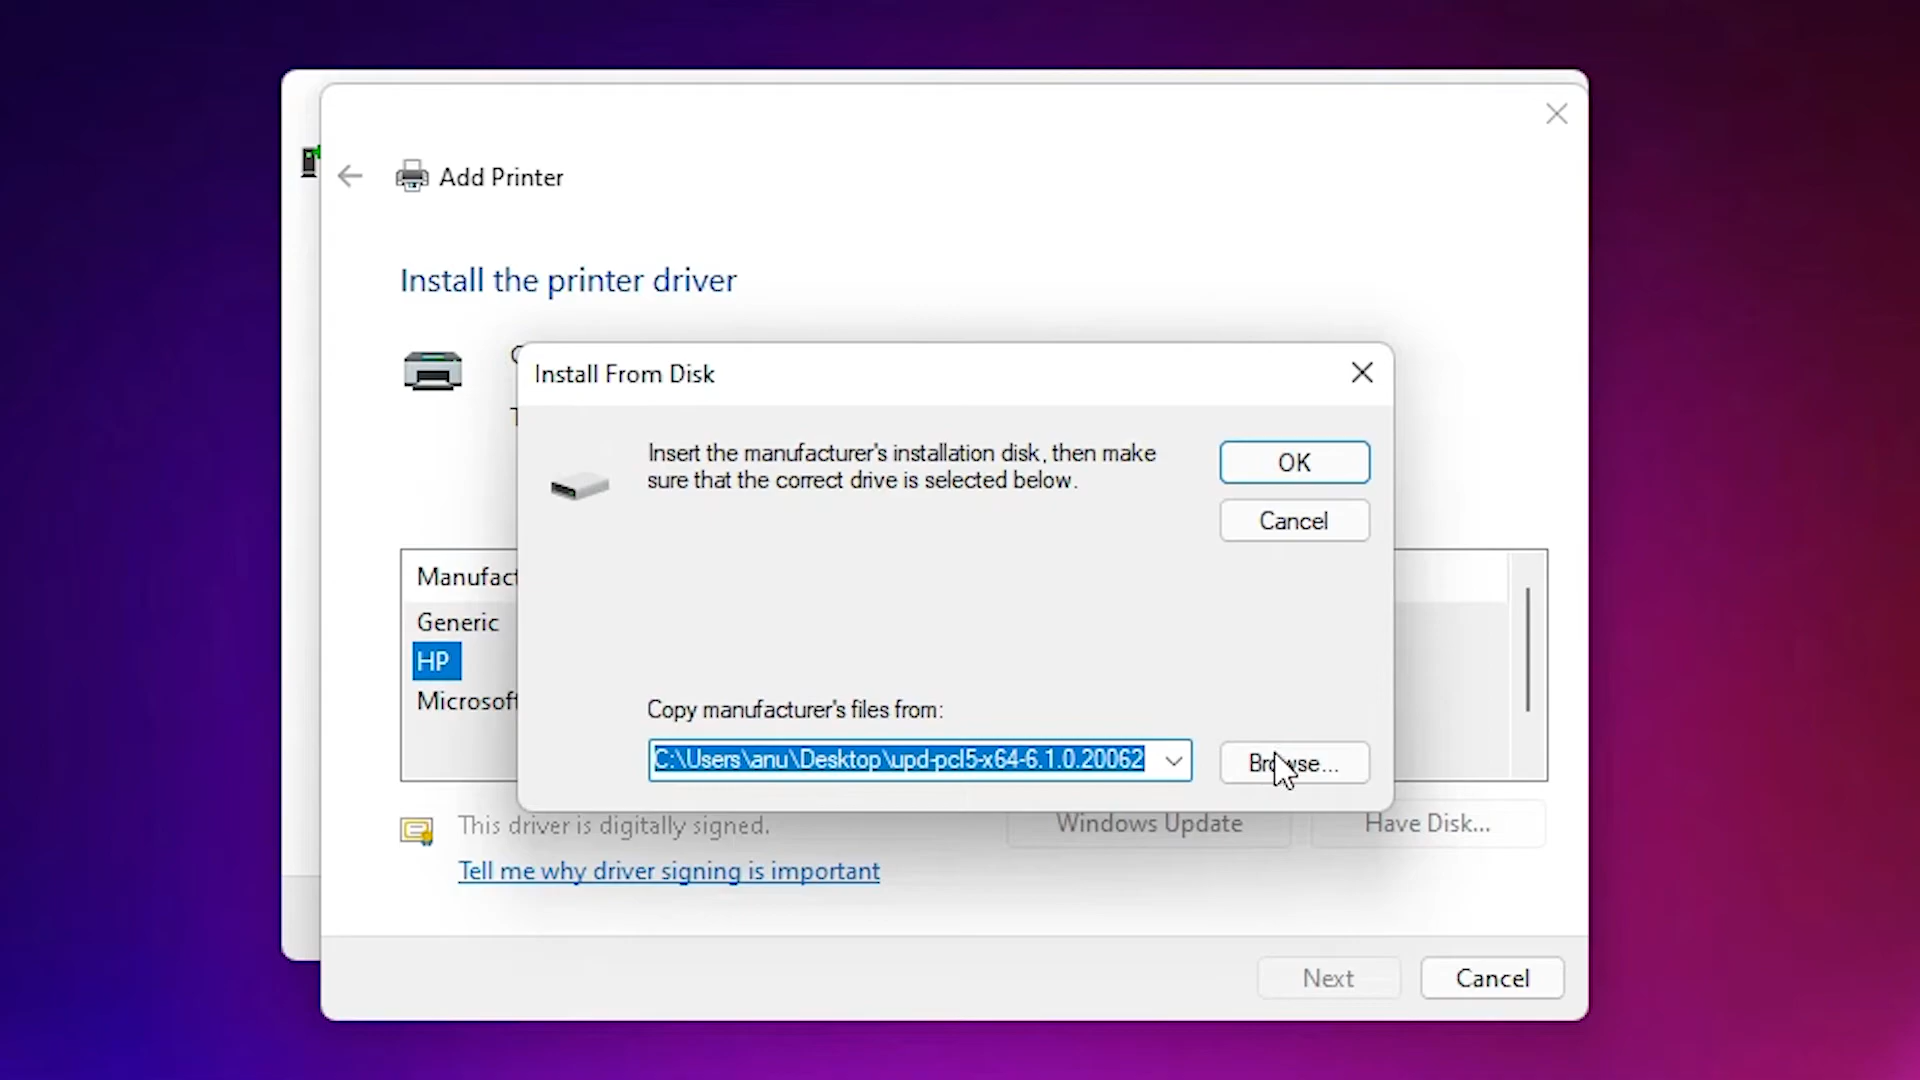 Add Printer
Install the printer driver
Install From Disk
Insert the manufacturer's installation disk, then make
sure that the correct drive is selected below.
OK
Cancel
Manufact
Generic
HP
Microsoft
Copy manufacturer's files from:
C:\Users\anu\Desktop\upd-pcl5-x64-6.1.0.20062
Browse...
This driver is digitally signed.
Windows Update
Have Disk...
Tell me why driver signing is important
Next
Cancel